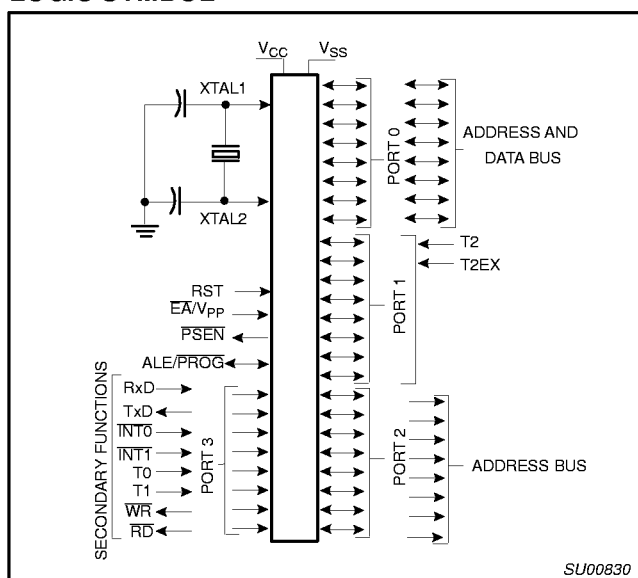 LOGIC SYMBOL
VCC
VSS
XTAL1
XTAL2
PORT 0
ADDRESS AND
DATA BUS
T2
T2EX
PORT 1
RST
EA/VPP
PSEN
ALE/PROG
SECONDARY FUNCTIONS
RxD
TxD
INT0
INT1
T0
T1
WR
RD
PORT 3
PORT 2
ADDRESS BUS
SU00830